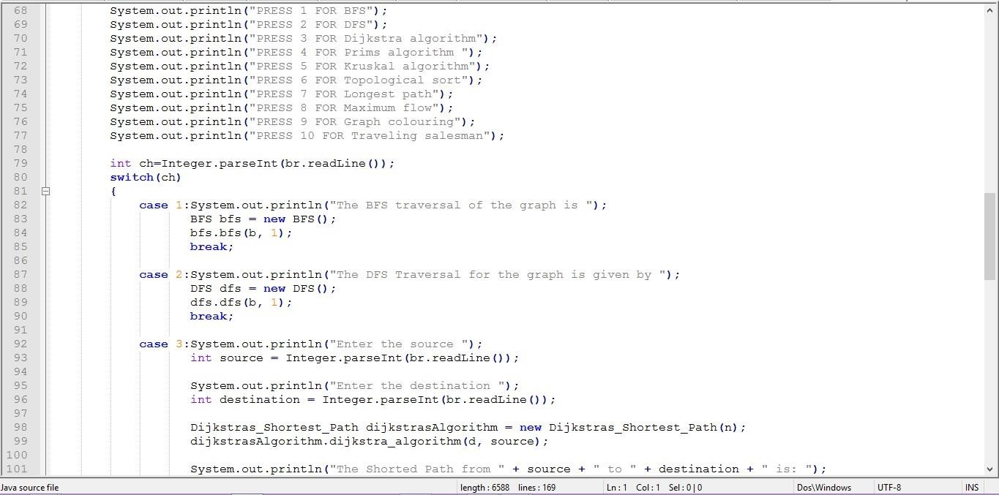 68 System.out.println("PRESS 1 FOR BFS");
69 System.out.println("PRESS 2 FOR DFS");
70 System.out.println("PRESS 3 FOR Dijkstra algorithm");
71 System.out.println("PRESS 4 FOR Prims algorithm ");
72 System.out.println("PRESS 5 FOR Kruskal algorithm");
73 System.out.println("PRESS 6 FOR Topological sort");
74 System.out.println("PRESS 7 FOR Longest path");
75 System.out.println("PRESS 8 FOR Maximum flow");
76 System.out.println("PRESS 9 FOR Graph colouring");
77 System.out.println("PRESS 10 FOR Traveling salesman");
78
79 int ch=Integer.parseInt(br.readLine());
80 switch(ch)
81 {
82 case 1:System.out.println("The BFS traversal of the graph is ");
83 BFS bfs = new BFS();
84 bfs.bfs(b, 1);
85 break;
86
87 case 2:System.out.println("The DFS Traversal for the graph is given by ");
88 DFS dfs = new DFS();
89 dfs.dfs(b, 1);
90 break;
91
92 case 3:System.out.println("Enter the source ");
93 int source = Integer.parseInt(br.readLine());
94
95 System.out.println("Enter the destination ");
96 int destination = Integer.parseInt(br.readLine());
97
98 Dijkstras_Shortest_Path dijkstrasAlgorithm = new Dijkstras_Shortest_Path(n);
99 dijkstrasAlgorithm.dijkstra_algorithm(d, source);
100
101 System.out.println("The Shorted Path from " + source + " to " + destination + " is: ");
Java source file length : 6588 lines : 169 Ln : 1 Col : 1 Sel : 0 | 0 Dos\Windows UTF-8 INS